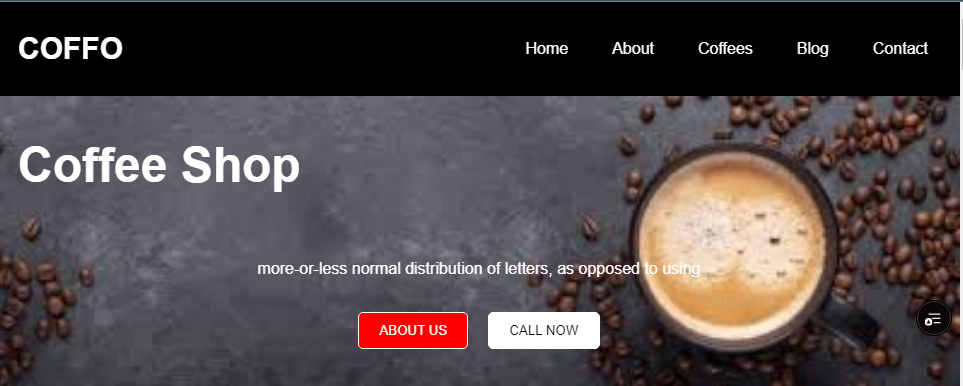 COFFO
Home About Coffees Blog Contact
Coffee Shop
more-or-less normal distribution of letters, as opposed to using
ABOUT US CALL NOW